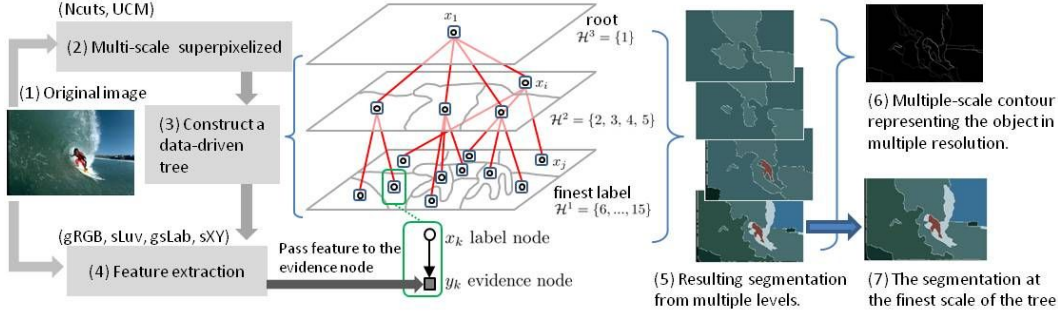 (Ncuts, UCM)
(2) Multi-scale superpixelized
(1) Original image
(3) Construct a
data-driven
tree
(gRGB, sLuv, gsLab, sXY)
(4) Feature extraction
Pass feature to the
evidence node
x₁
root
ℋ³ = {1}
xᵢ
ℋ² = {2, 3, 4, 5}
xⱼ
finest label
ℋ¹ = {6, ..., 15}
xₖ label node
yₖ evidence node
(5) Resulting segmentation
from multiple levels.
(6) Multiple-scale contour
representing the object in
multiple resolution.
(7) The segmentation at
the finest scale of the tree